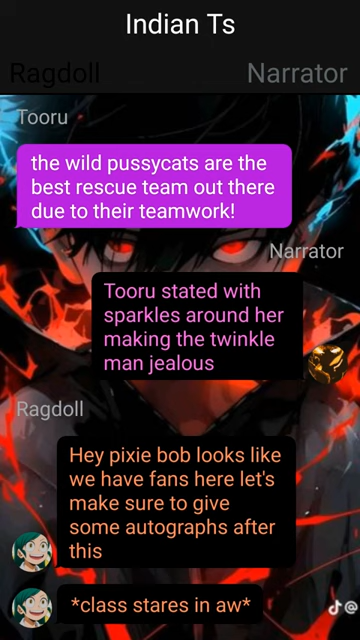 Indian Ts
Ragdoll
Narrator
Tooru
the wild pussycats are the
best rescue team out there
due to their teamwork!
Narrator
Tooru stated with
sparkles around her
making the twinkle
man jealous
Ragdoll
Hey pixie bob looks like
we have fans here let's
make sure to give
some autographs after
this
*class stares in aw*
@